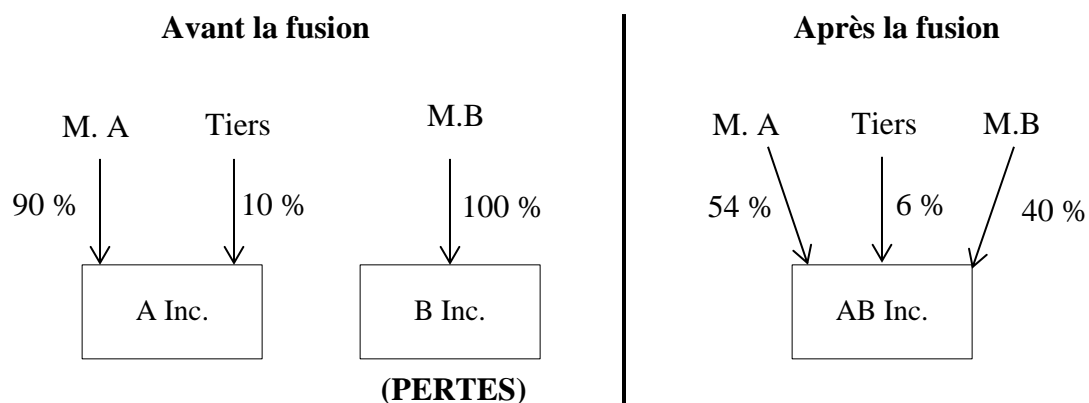 Avant la fusion
M. A Tiers M.B
90 % 10 % 100 %
A Inc. B Inc.
(PERTES)
Après la fusion
M. A Tiers M.B
54 % 6 % 40 %
AB Inc.